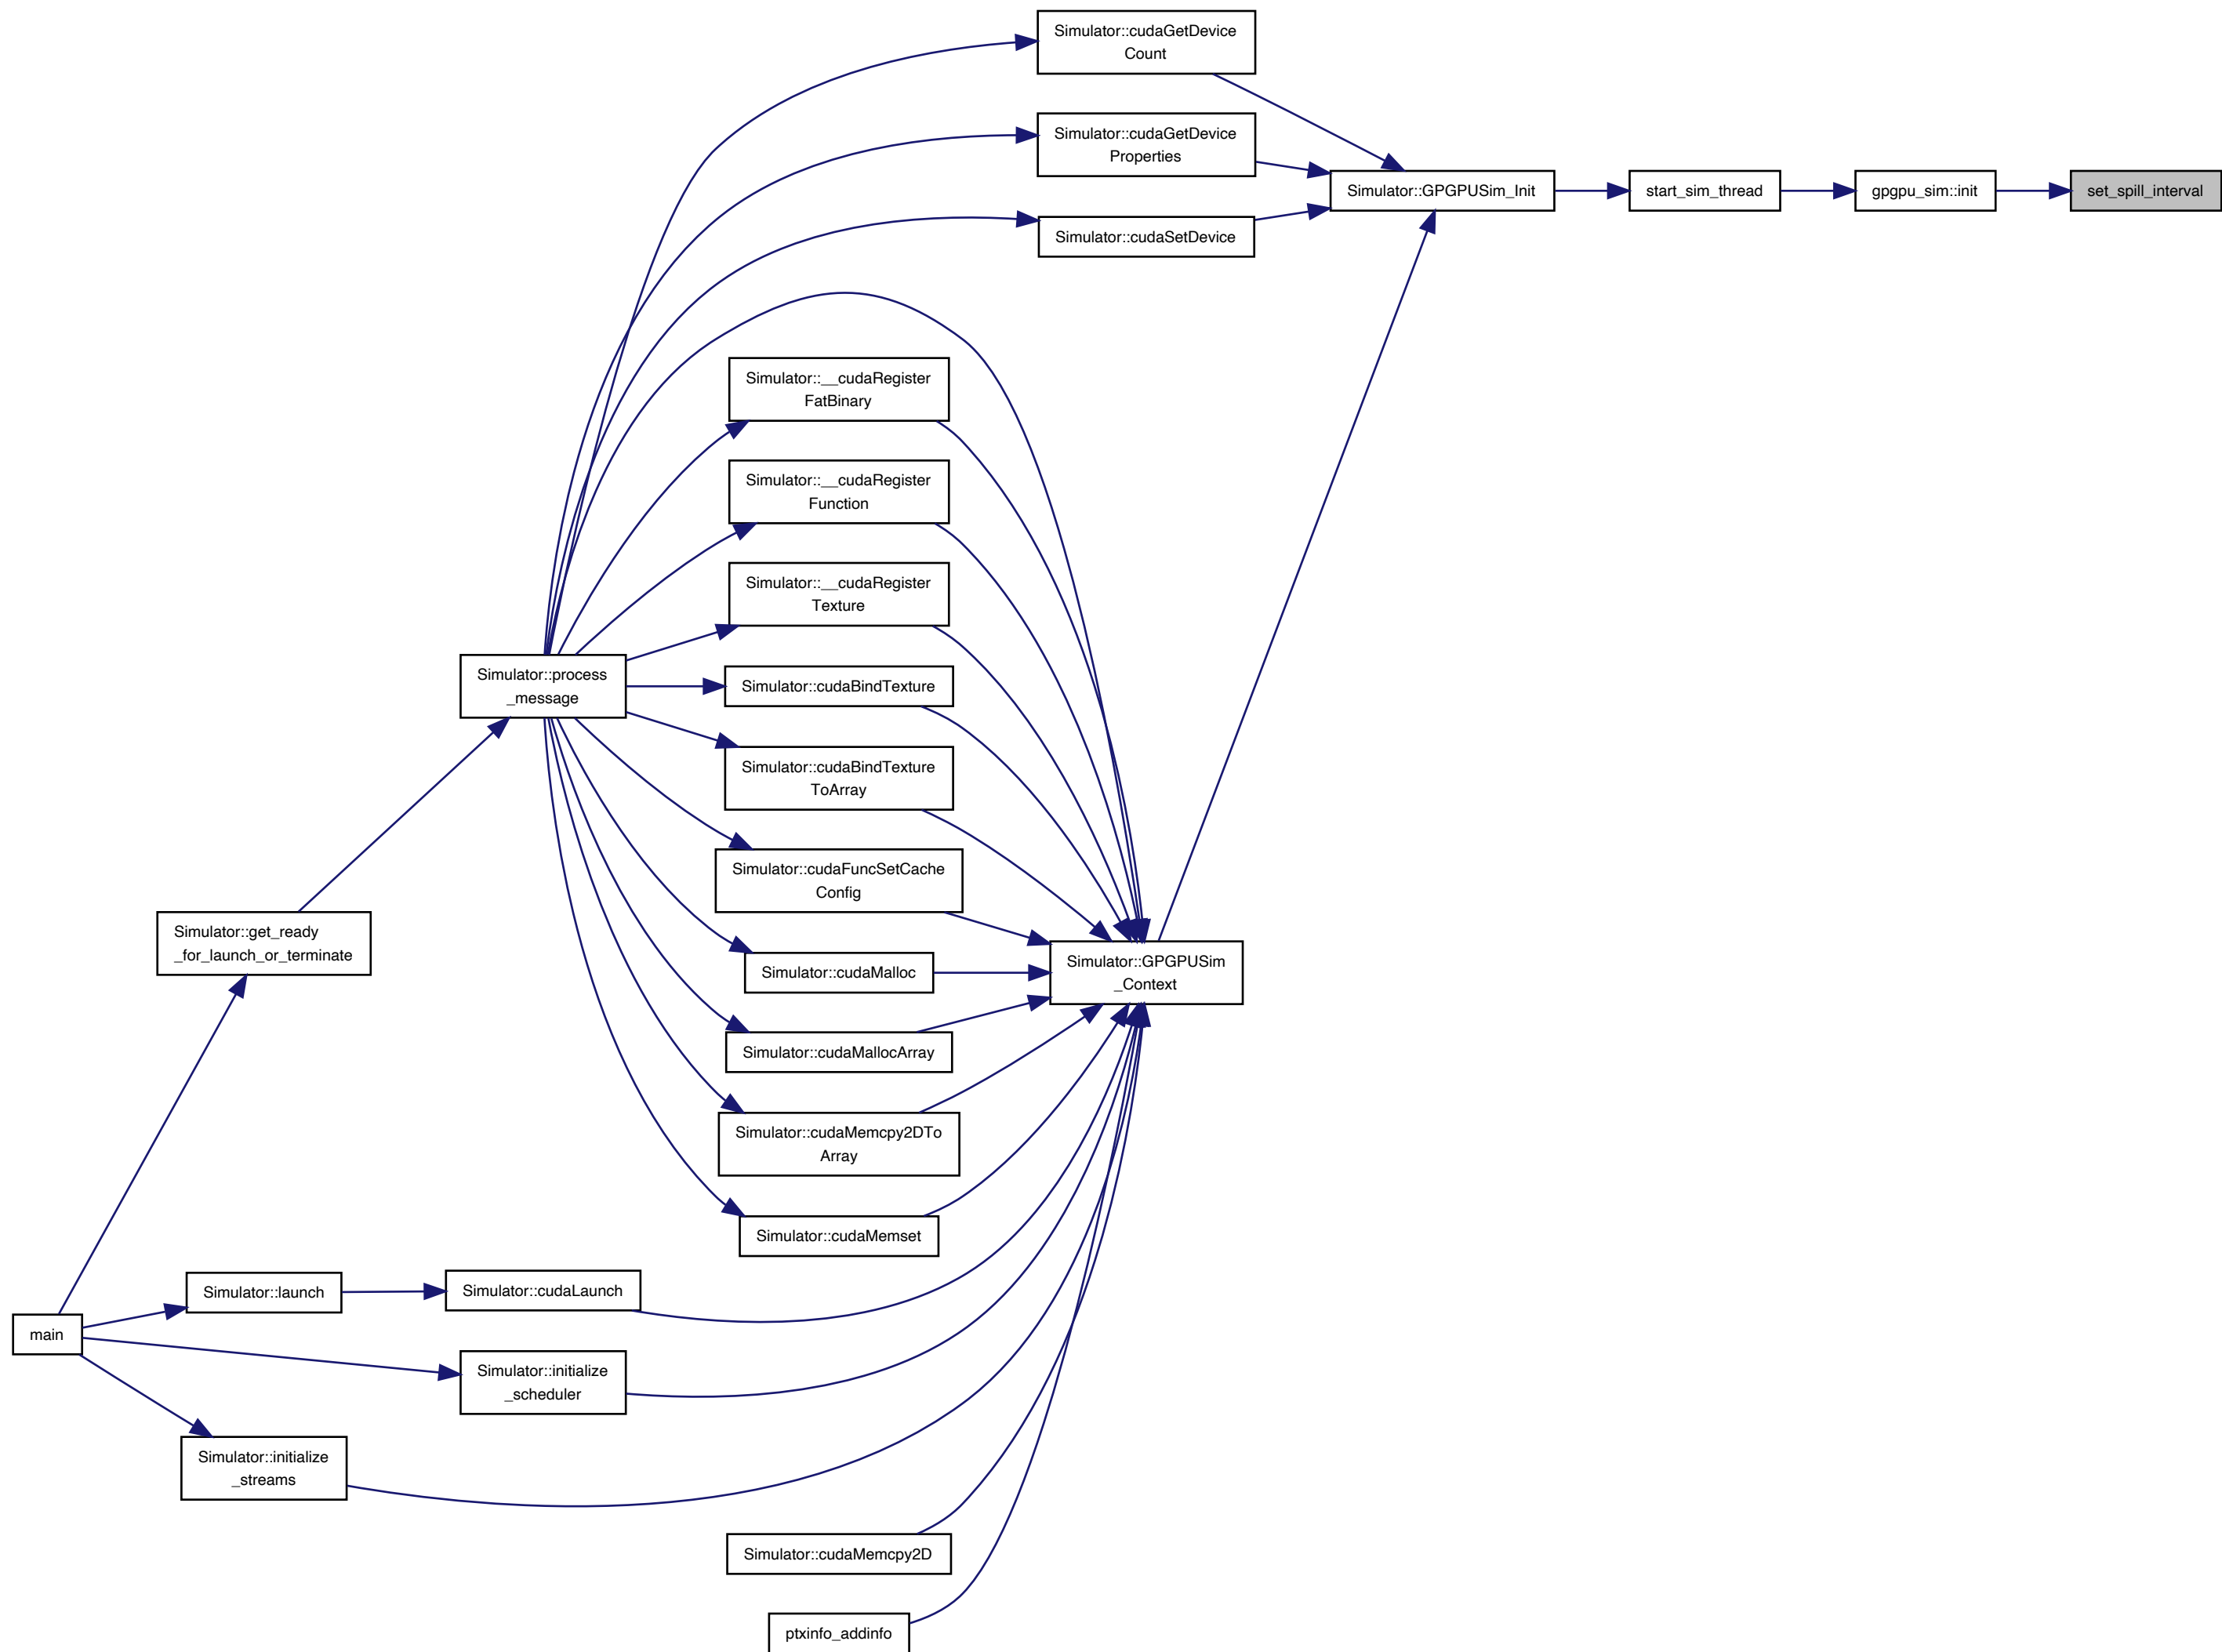 Simulator::cudaGetDevice
Count
Simulator::cudaGetDevice
Properties
Simulator::GPGPUSim_Init
start_sim_thread
gpgpu_sim::init
set_spill_interval
Simulator::cudaSetDevice
Simulator::__cudaRegister
FatBinary
Simulator::__cudaRegister
Function
Simulator::__cudaRegister
Texture
Simulator::process
_message
Simulator::cudaBindTexture
Simulator::cudaBindTexture
ToArray
Simulator::cudaFuncSetCache
Config
Simulator::get_ready
_for_launch_or_terminate
Simulator::cudaMalloc
Simulator::GPGPUSim
_Context
Simulator::cudaMallocArray
Simulator::cudaMemcpy2DTo
Array
Simulator::cudaMemset
Simulator::launch
Simulator::cudaLaunch
main
Simulator::initialize
_scheduler
Simulator::initialize
_streams
Simulator::cudaMemcpy2D
ptxinfo_addinfo